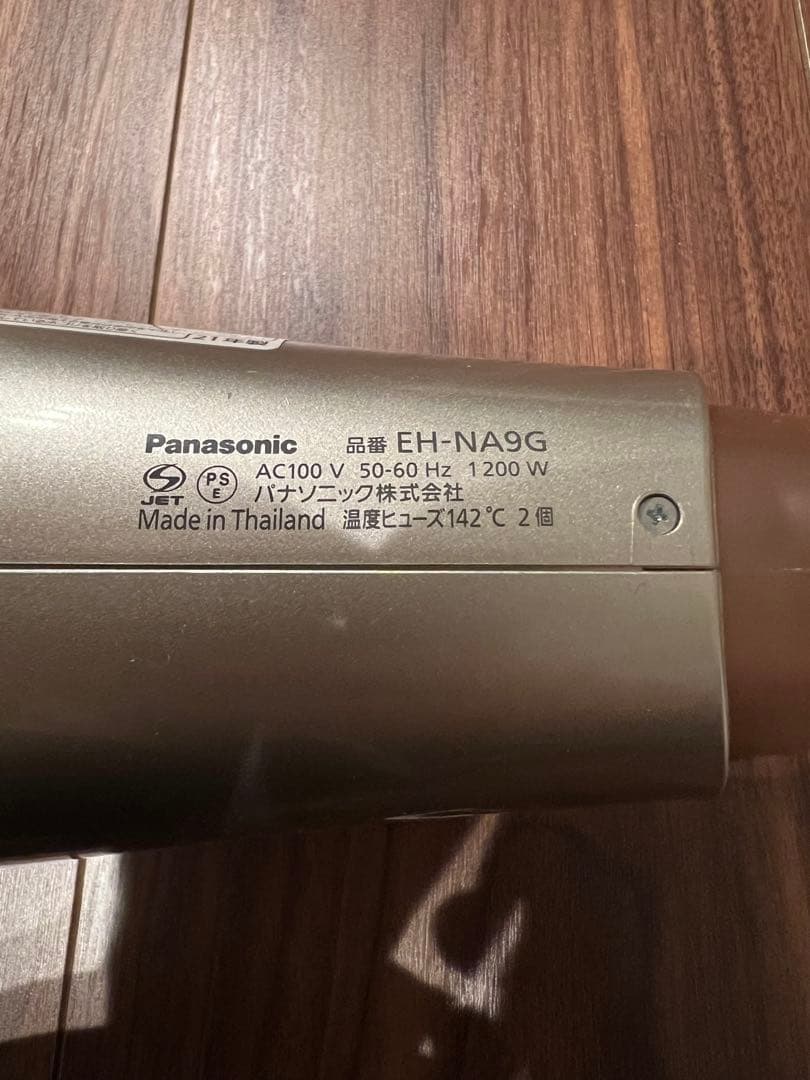 Panasonic 品番 EH-NA9G
JET PS E AC100 V 50-60 Hz 1200 W
パナソニック株式会社
Made in Thailand 温度ヒューズ142℃ 2個